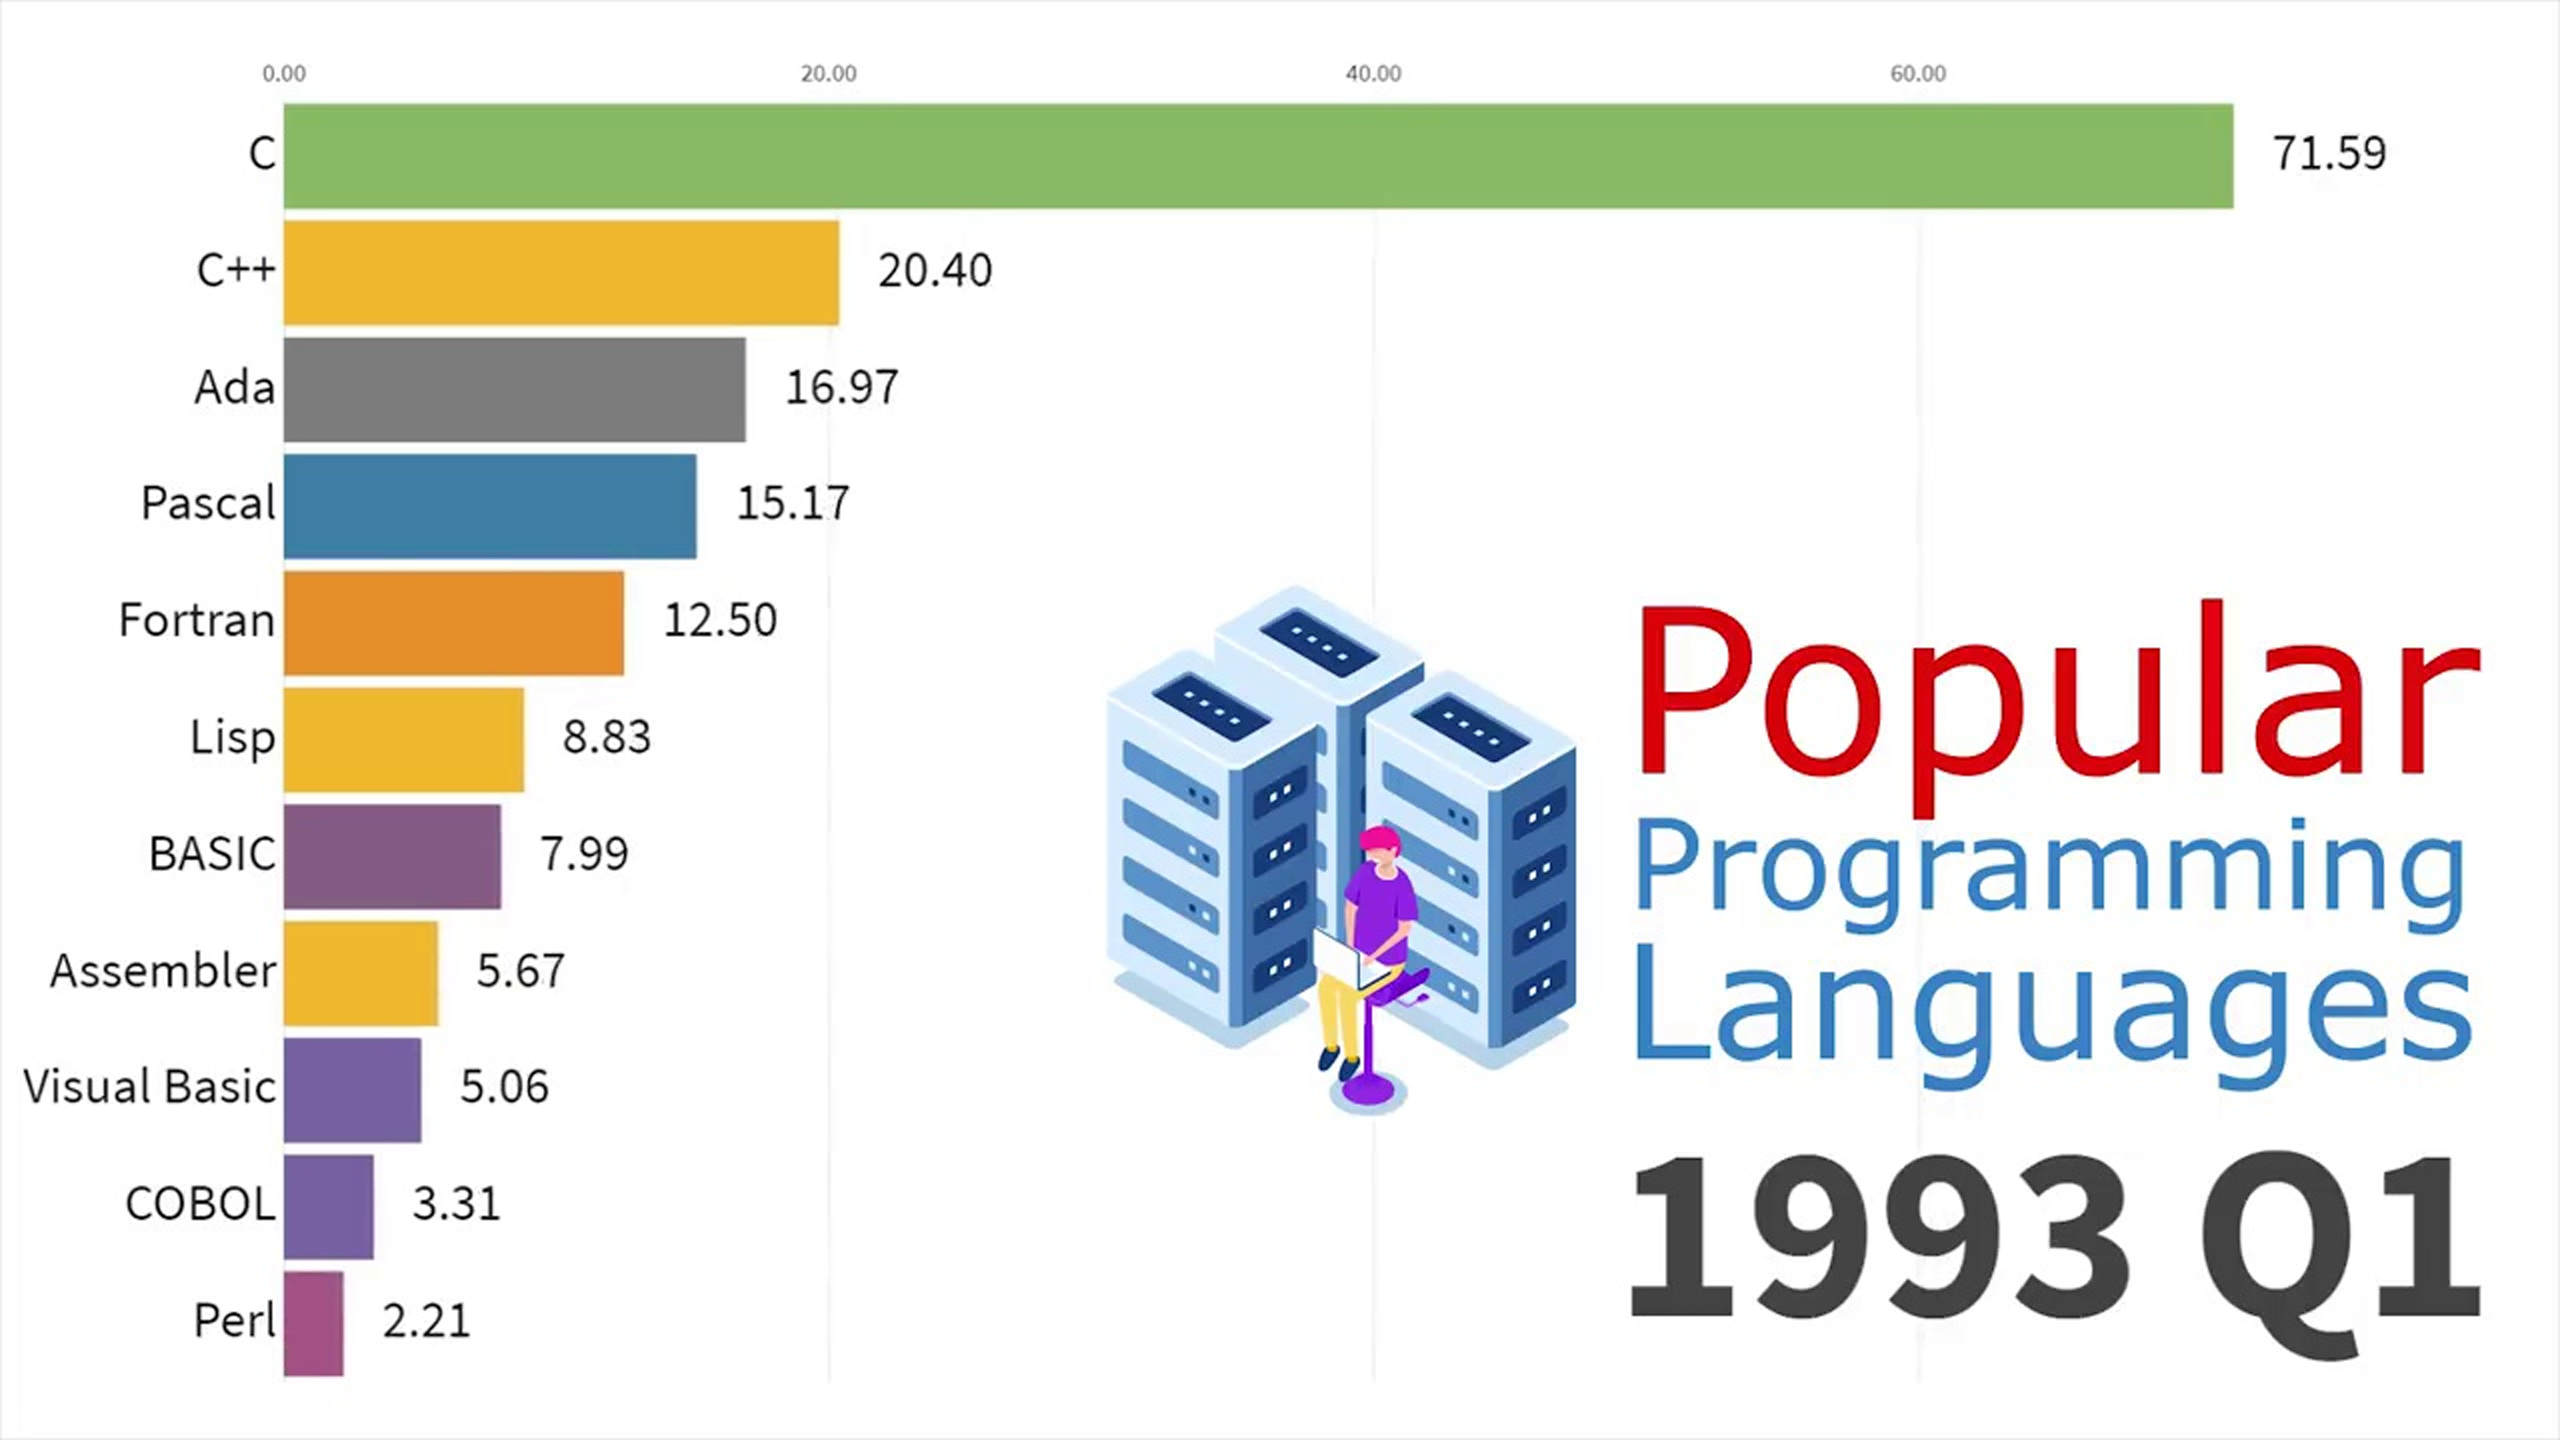 0.00 20.00 40.00 60.00
C 71.59
C++ 20.40
Ada 16.97
Pascal 15.17
Fortran 12.50
Lisp 8.83
BASIC 7.99
Assembler 5.67
Visual Basic 5.06
COBOL 3.31
Perl 2.21
Popular
Programming
Languages
1993 Q1